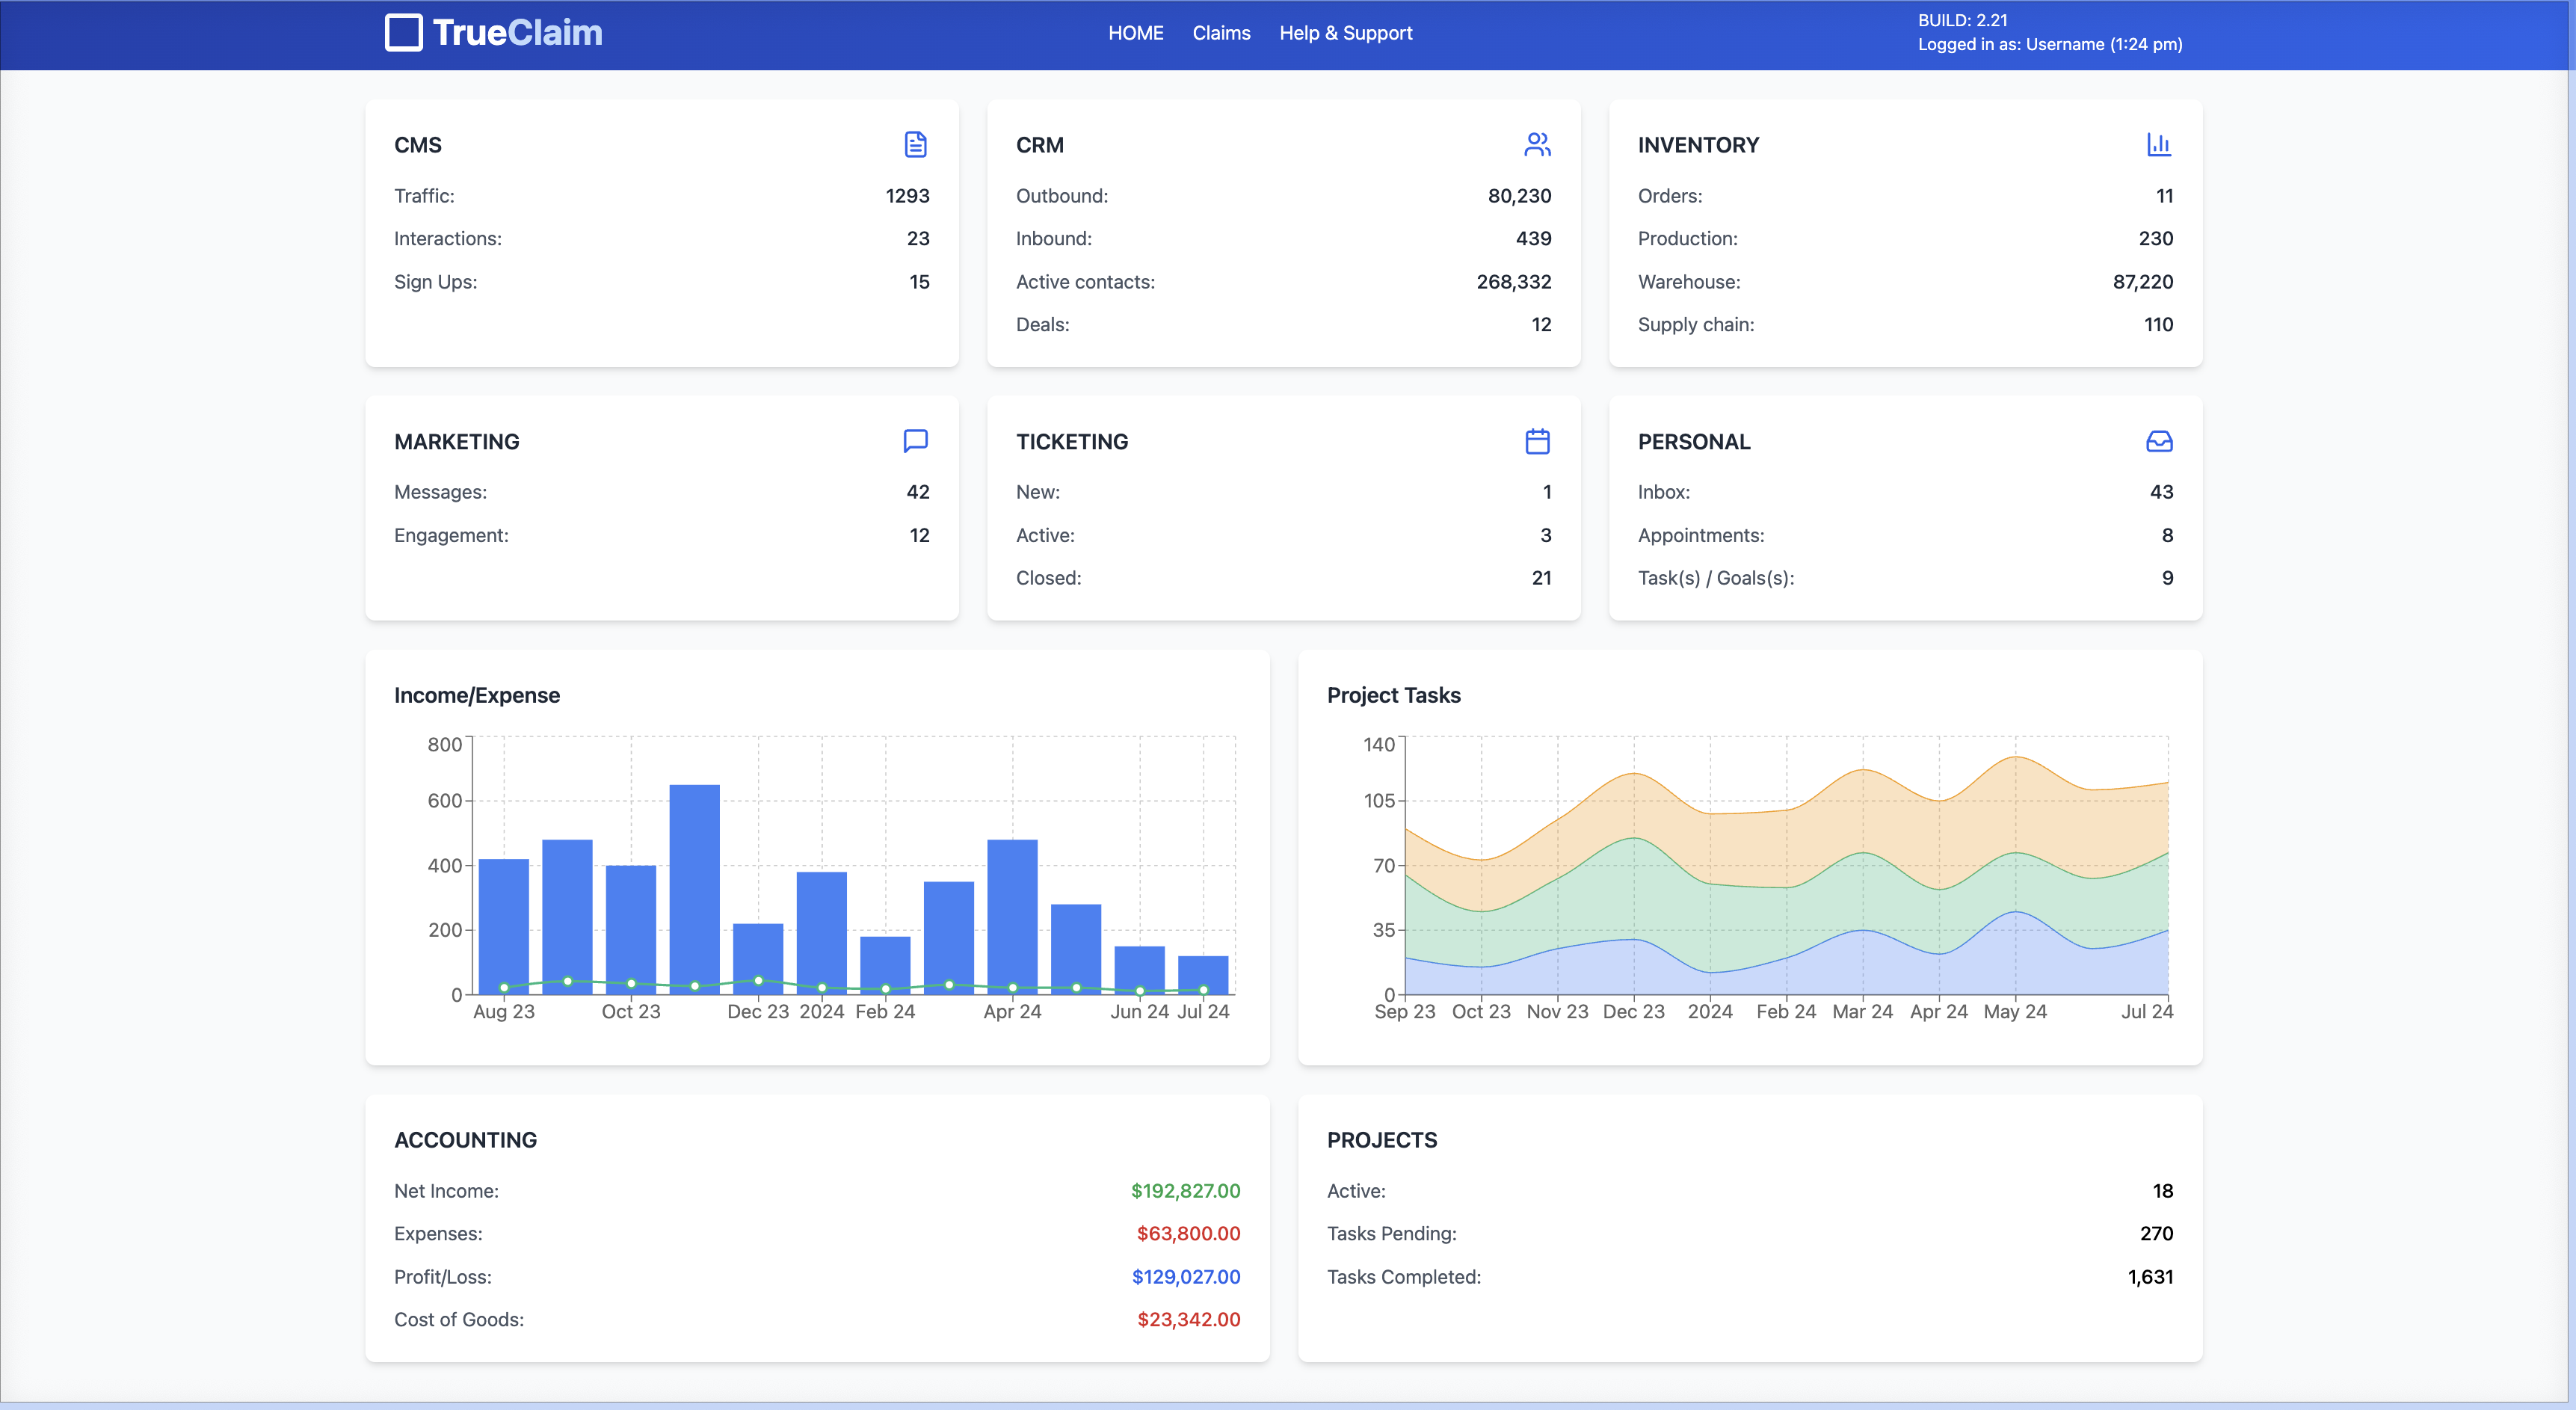 TrueClaim
HOME Claims Help & Support
BUILD: 2.21
Logged in as: Username (1:24 pm)
CMS
Traffic: 1293
Interactions: 23
Sign Ups: 15
CRM
Outbound: 80,230
Inbound: 439
Active contacts: 268,332
Deals: 12
INVENTORY
Orders: 11
Production: 230
Warehouse: 87,220
Supply chain: 110
MARKETING
Messages: 42
Engagement: 12
TICKETING
New: 1
Active: 3
Closed: 21
PERSONAL
Inbox: 43
Appointments: 8
Task(s) / Goals(s): 9
Income/Expense
800
600
400
200
0
Aug 23 Oct 23 Dec 23 2024 Feb 24 Apr 24 Jun 24 Jul 24
Project Tasks
140
105
70
35
0
Sep 23 Oct 23 Nov 23 Dec 23 2024 Feb 24 Mar 24 Apr 24 May 24 Jul 24
ACCOUNTING
Net Income: $192,827.00
Expenses: $63,800.00
Profit/Loss: $129,027.00
Cost of Goods: $23,342.00
PROJECTS
Active: 18
Tasks Pending: 270
Tasks Completed: 1,631